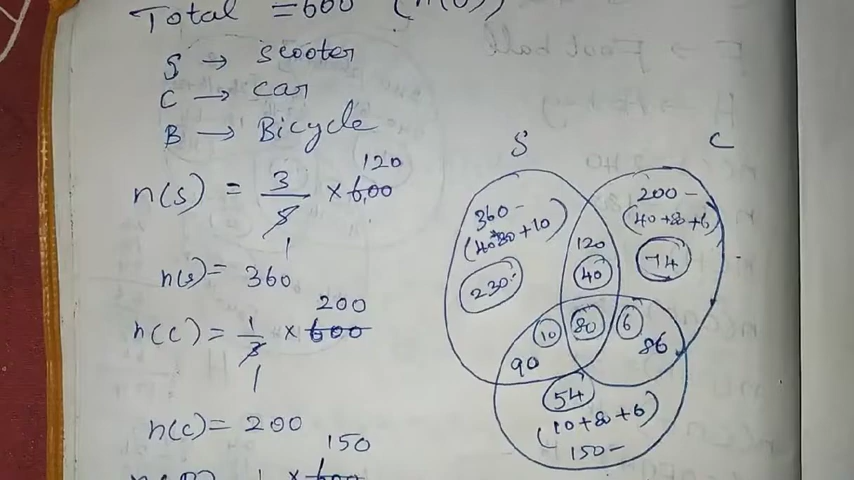 Total = 600 (n(U))
S → scooter
C → car
B → Bicycle
n(S) = 3/5 × 600 120
1
n(s) = 360
n(c) = 1/3 × 600 200
1
n(c) = 200
1 × 600 150
S
C
360 -
(40+80+10)
230
120
40
200 -
(40+80+6)
74
10
80
6
90
86
54
(10+80+6)
150 -